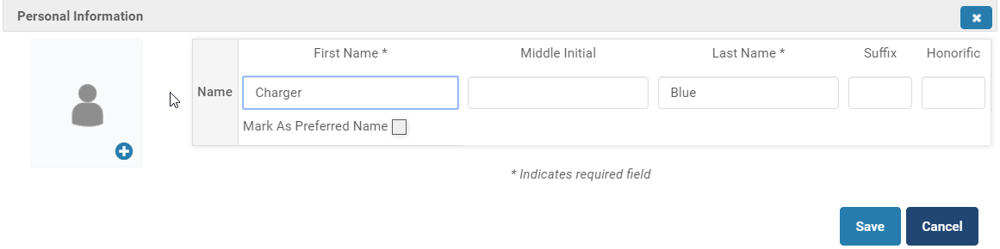 Personal Information
First Name * Middle Initial Last Name * Suffix Honorific
Name Charger Blue
Mark As Preferred Name
* Indicates required field
Save Cancel